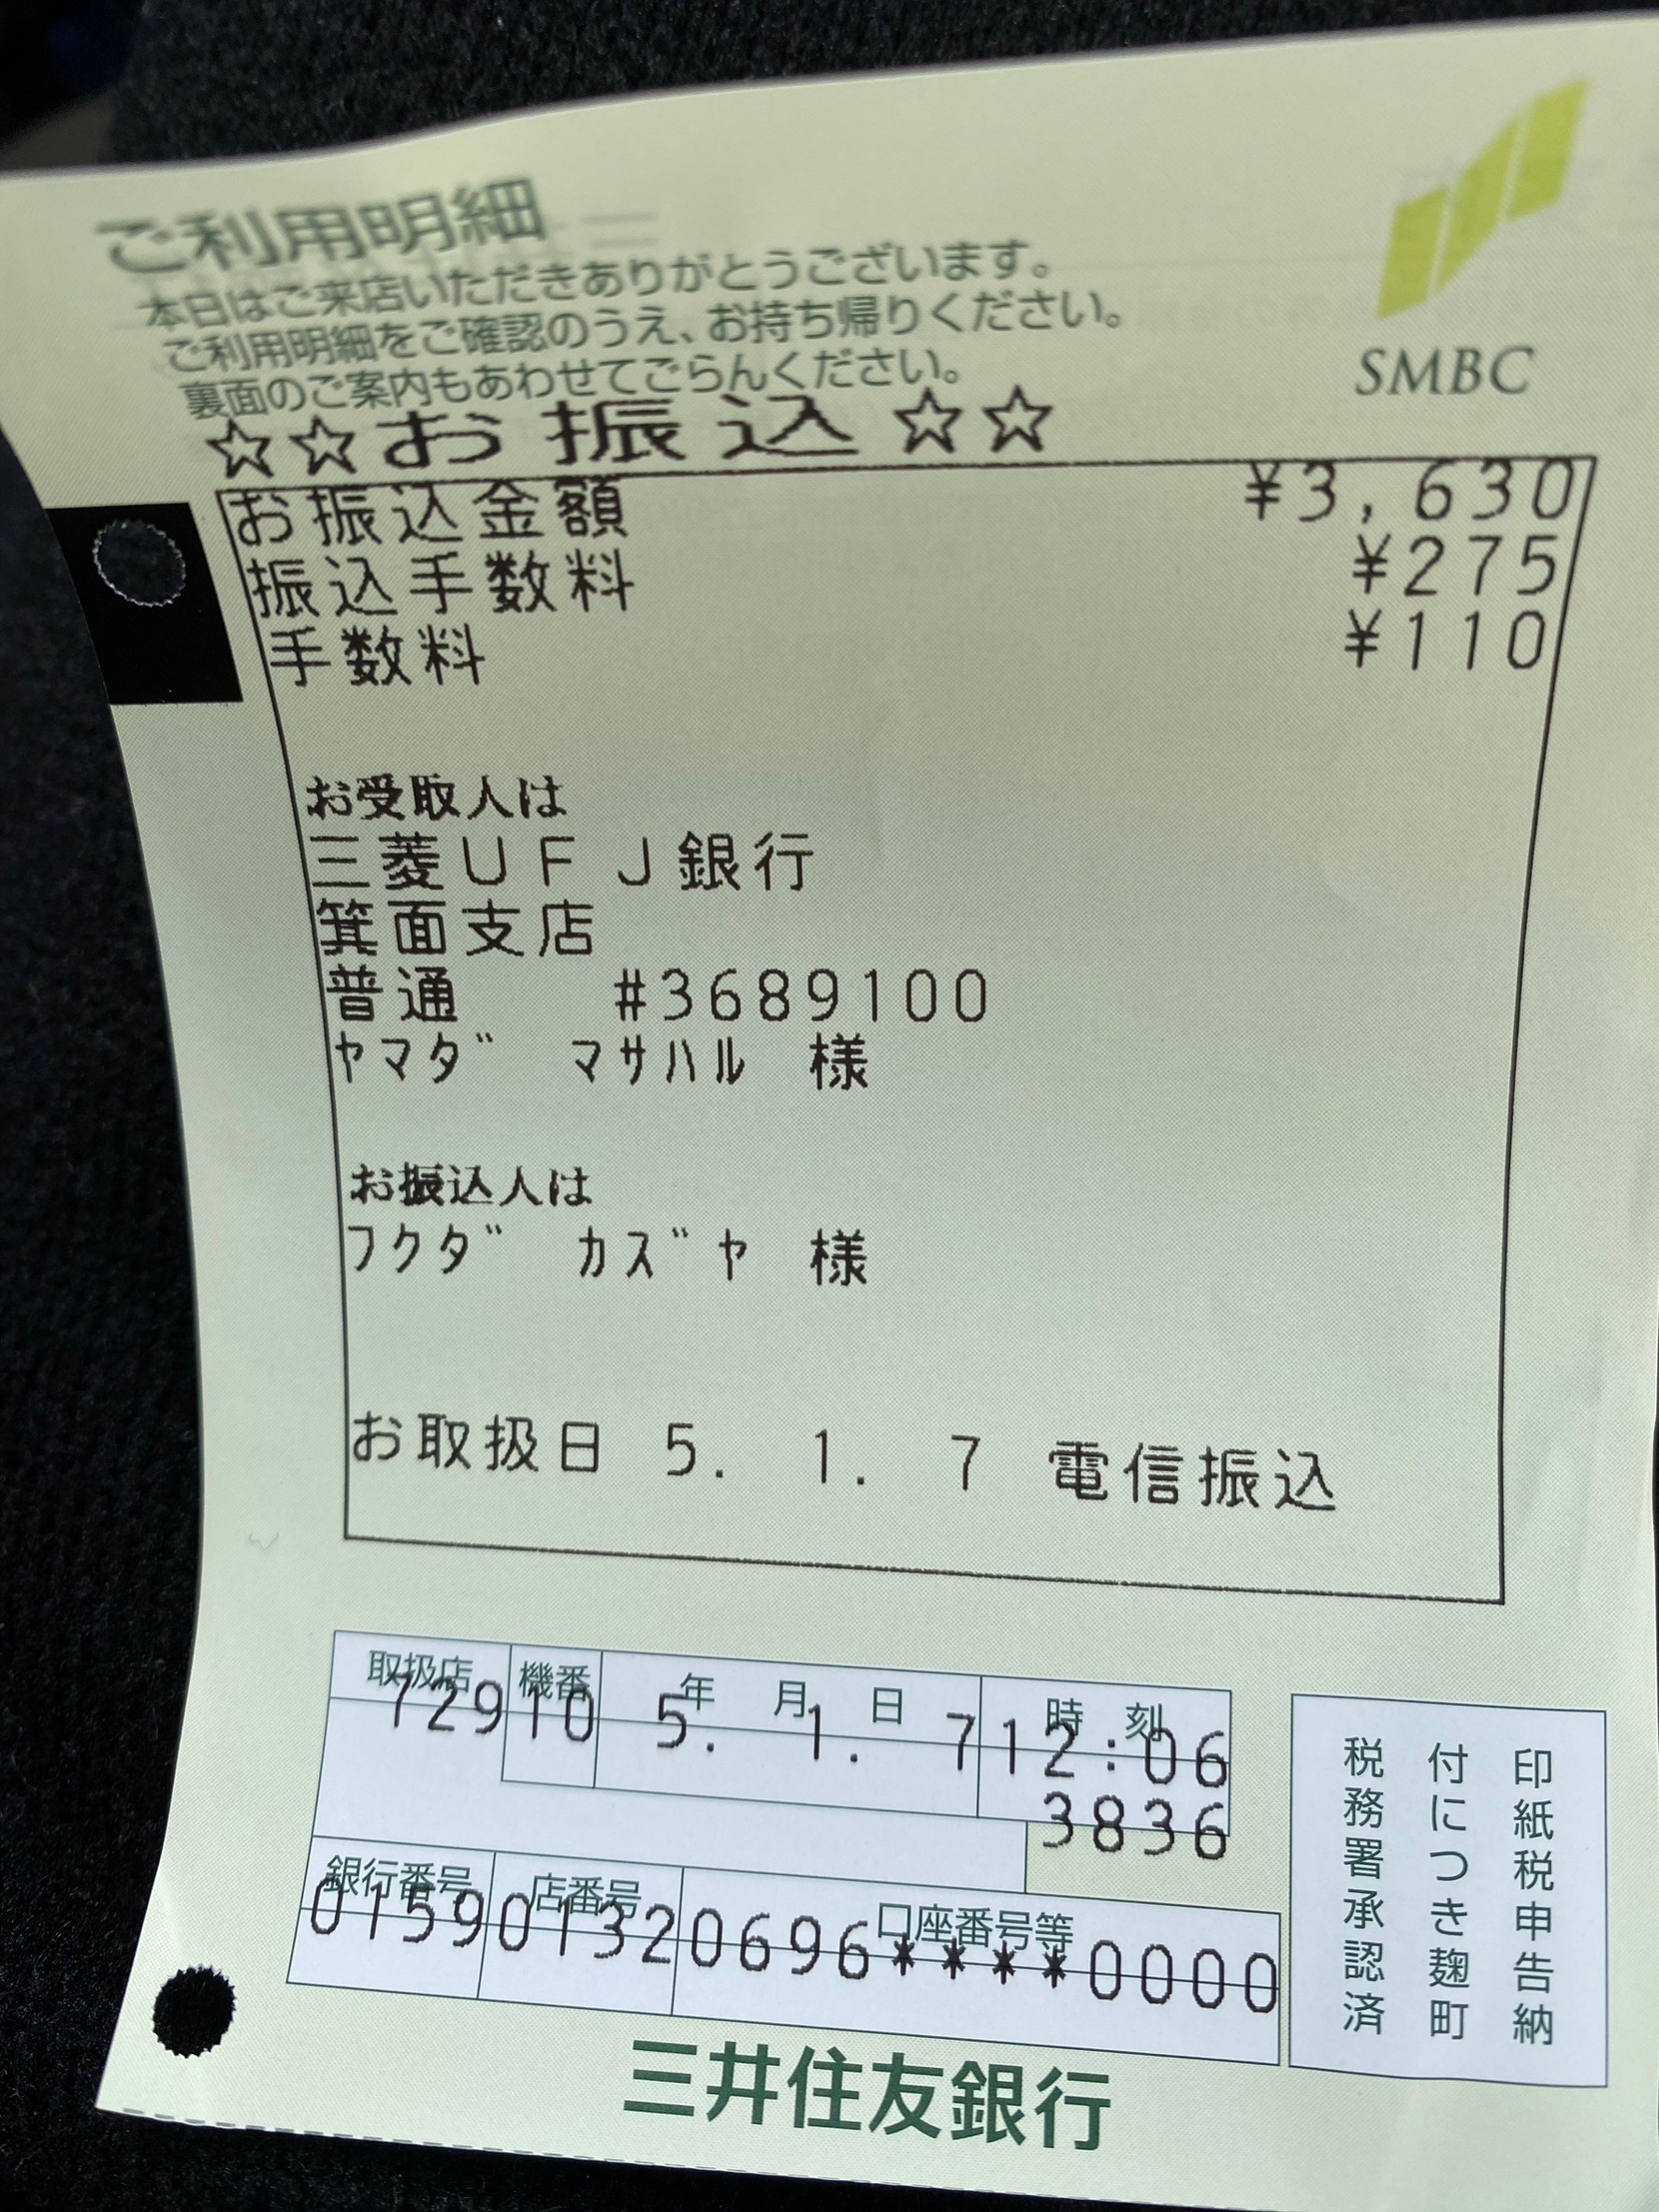 ご利用明細
本日はご来店いただきありがとうございます。
ご利用明細をご確認のうえ、お持ち帰りください。
裏面のご案内もあわせてごらんください。
SMBC
☆☆お振込☆☆
お振込金額 ¥3,630
振込手数料 ¥275
手数料 ¥110
お受取人は
三菱UFJ銀行
箕面支店
普通 #3689100
ヤマダ マサハル 様
お振込人は
フクダ カズヤ 様
お取扱日 5. 1. 7 電信振込
取扱店 機番 年 月 日 時刻
729 10 5. 1. 7 12:06
3836
銀行番号 店番号 口座番号等
0159 0132 0696****0000
印紙税申告納
付につき麹町
税務署承認済
三井住友銀行